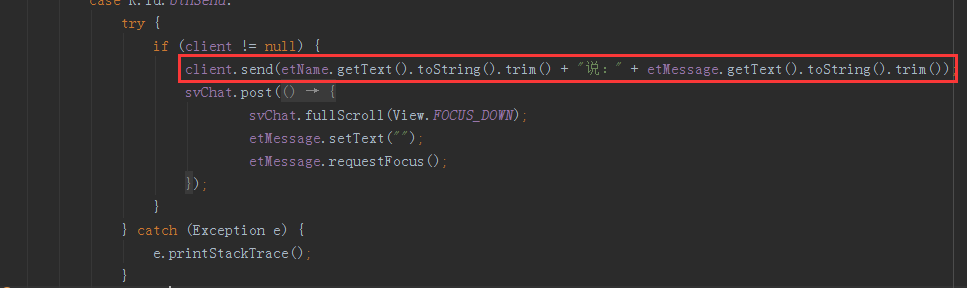 case R.id.btnSend:
try {
if (client != null) {
client.send(etName.getText().toString().trim() + "说：" + etMessage.getText().toString().trim());
svChat.post(() → {
svChat.fullScroll(View.FOCUS_DOWN);
etMessage.setText("");
etMessage.requestFocus();
});
}
} catch (Exception e) {
e.printStackTrace();
}